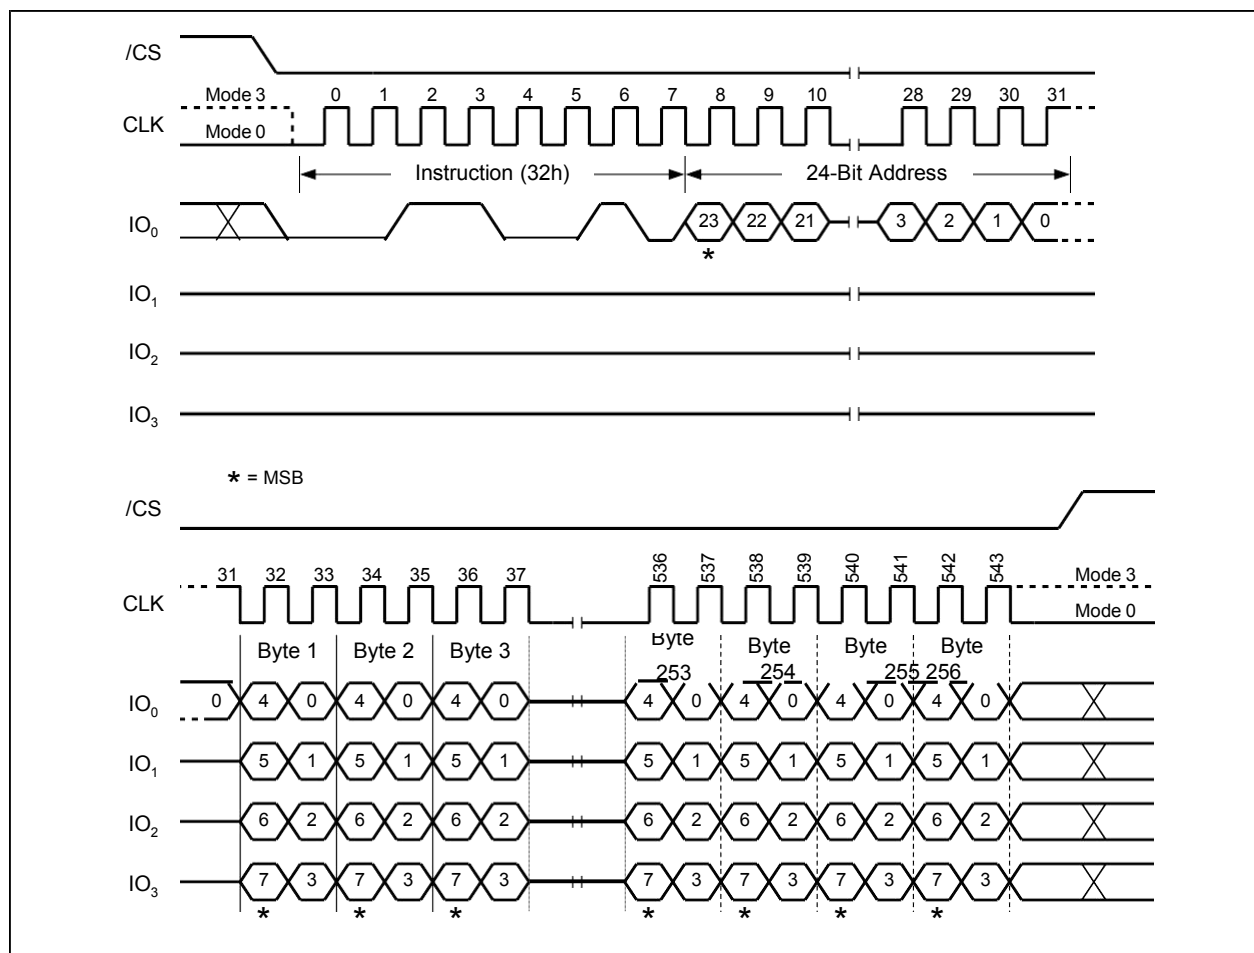 /CS
Mode 3 0 1 2 3 4 5 6 7 8 9 10 28 29 30 31
CLK
Mode 0
Instruction (32h) 24-Bit Address
IO0 23 22 21 3 2 1 0
*
IO1
IO2
IO3
* = MSB
/CS
31 32 33 34 35 36 37 536 537 538 539 540 541 542 543 Mode 3
CLK
Mode 0
Byte 1 Byte 2 Byte 3 Byte 253 Byte 254 Byte 255 Byte 256
IO0 0 4 0 4 0 4 0 4 0 4 0 4 0 4 0
IO1 5 1 5 1 5 1 5 1 5 1 5 1 5 1
IO2 6 2 6 2 6 2 6 2 6 2 6 2 6 2
IO3 7 3 7 3 7 3 7 3 7 3 7 3 7 3
* * * * * * *